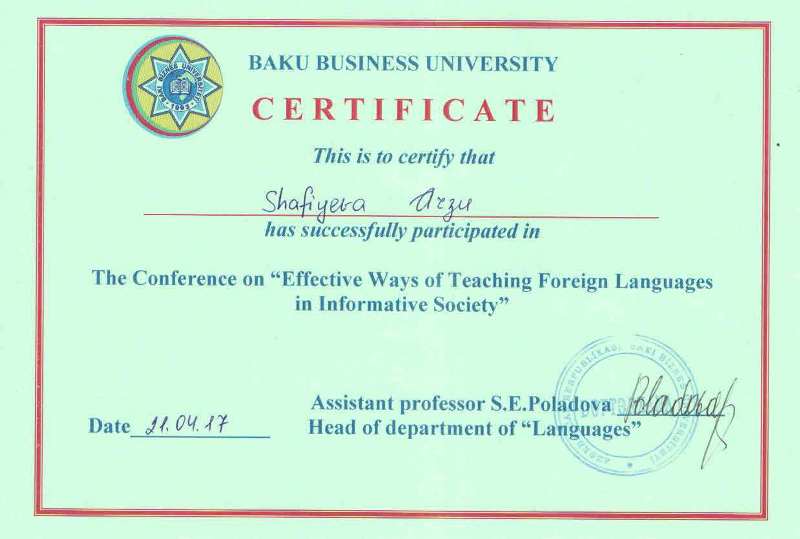 BAKU BUSINESS UNIVERSITY
CERTIFICATE
This is to certify that
Shafiyeva Arzu
has successfully participated in
The Conference on “Effective Ways of Teaching Foreign Languages
in Informative Society”
Assistant professor S.E.Poladova Poladova
Date 21.04.17 Head of department of “Languages”